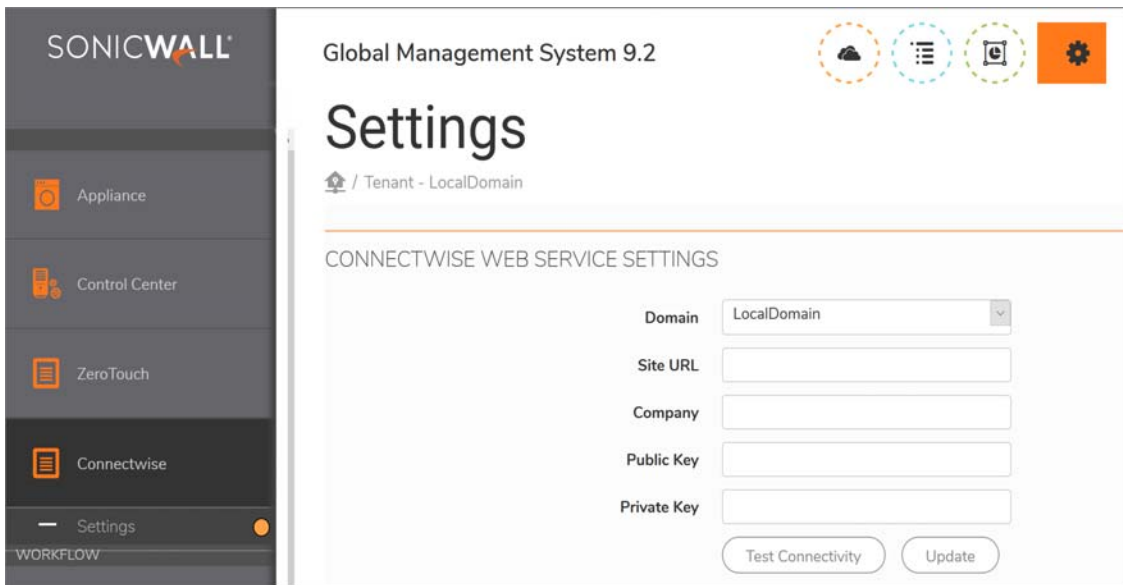 SONICWALL
Global Management System 9.2
Settings
/ Tenant - LocalDomain
Appliance
Control Center
ZeroTouch
Connectwise
Settings
WORKFLOW
CONNECTWISE WEB SERVICE SETTINGS
Domain LocalDomain
Site URL
Company
Public Key
Private Key
Test Connectivity Update